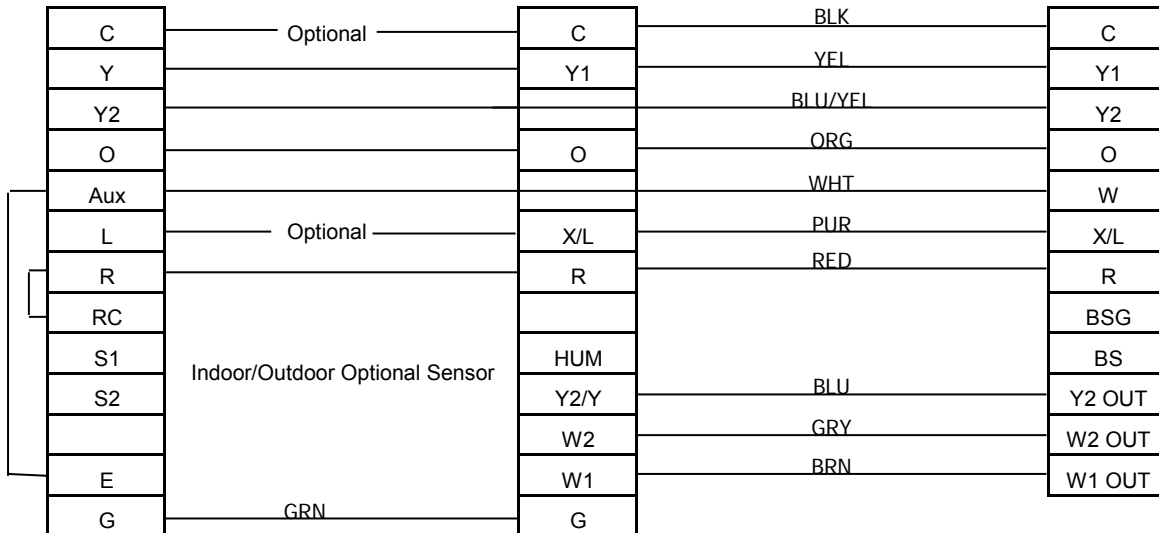 C Optional C BLK C
Y Y1 YEL Y1
Y2 BLU/YEL Y2
O O ORG O
Aux WHT W
L Optional X/L PUR X/L
R R RED R
RC BSG
S1 HUM BS
Indoor/Outdoor Optional Sensor
S2 Y2/Y BLU Y2 OUT
W2 GRY W2 OUT
E W1 BRN W1 OUT
G GRN G